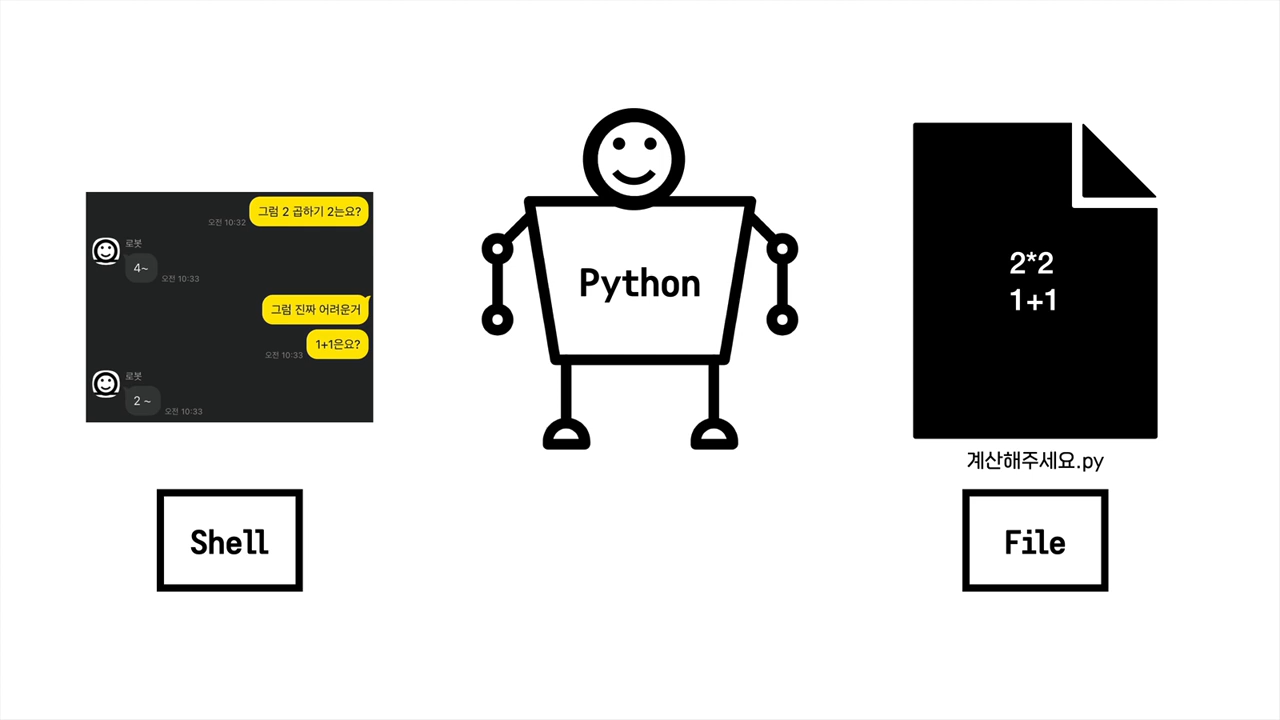 그럼 2 곱하기 2는요?
오전 10:32
로봇
4~
오전 10:33
그럼 진짜 어려운거
1+1은요?
오전 10:33
로봇
2 ~
오전 10:33
Shell
Python
2*2
1+1
계산해주세요.py
File